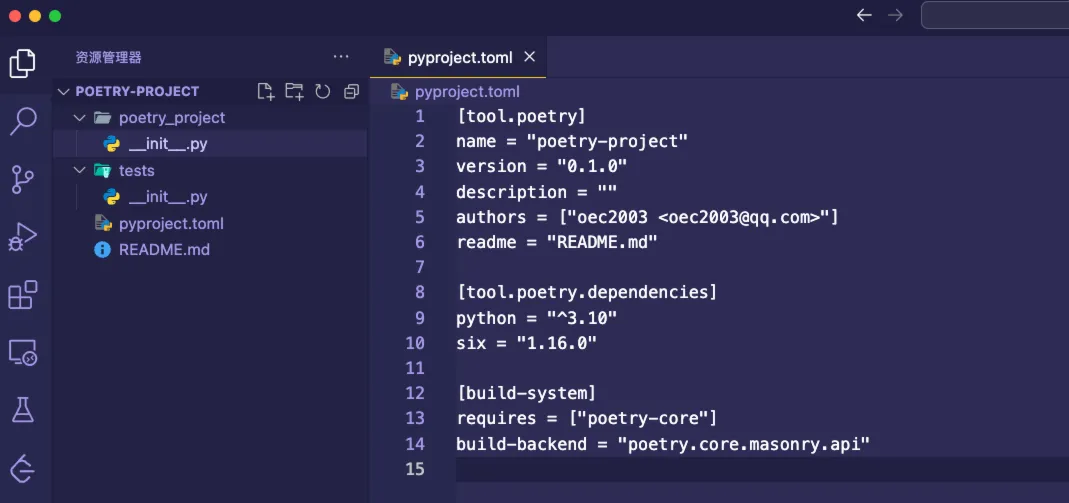 资源管理器
···
POETRY-PROJECT
poetry_project
__init__.py
tests
__init__.py
pyproject.toml
README.md
pyproject.toml
pyproject.toml
1 [tool.poetry]
2 name = "poetry-project"
3 version = "0.1.0"
4 description = ""
5 authors = ["oec2003 <oec2003@qq.com>"]
6 readme = "README.md"
7
8 [tool.poetry.dependencies]
9 python = "^3.10"
10 six = "1.16.0"
11
12 [build-system]
13 requires = ["poetry-core"]
14 build-backend = "poetry.core.masonry.api"
15